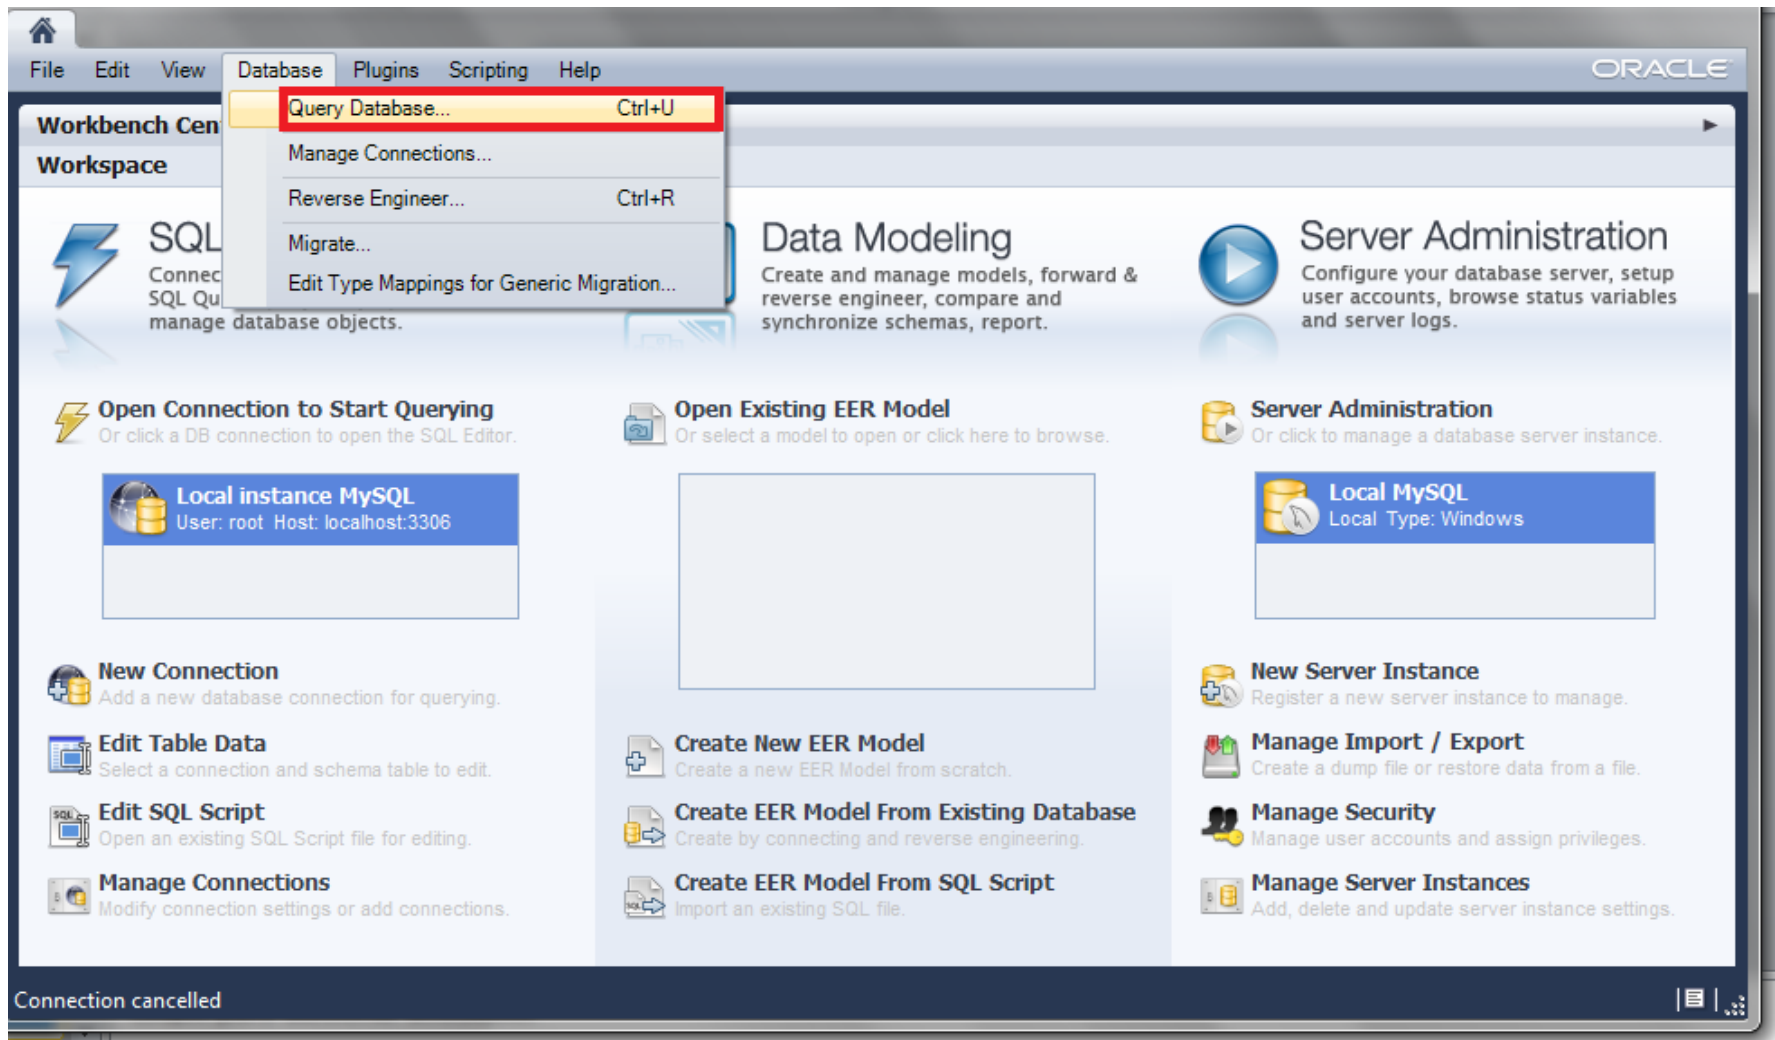 File Edit View Database Plugins Scripting Help
ORACLE
Query Database... Ctrl+U
Manage Connections...
Reverse Engineer... Ctrl+R
Migrate...
Edit Type Mappings for Generic Migration...
Workbench Cen
Workspace
SQL
Connec
SQL Qu
manage database objects.
Data Modeling
Create and manage models, forward &
reverse engineer, compare and
synchronize schemas, report.
Server Administration
Configure your database server, setup
user accounts, browse status variables
and server logs.
Open Connection to Start Querying
Or click a DB connection to open the SQL Editor.
Local instance MySQL
User: root Host: localhost:3306
New Connection
Add a new database connection for querying.
Edit Table Data
Select a connection and schema table to edit.
Edit SQL Script
Open an existing SQL Script file for editing.
Manage Connections
Modify connection settings or add connections.
Open Existing EER Model
Or select a model to open or click here to browse.
Create New EER Model
Create a new EER Model from scratch.
Create EER Model From Existing Database
Create by connecting and reverse engineering.
Create EER Model From SQL Script
Import an existing SQL file.
Server Administration
Or click to manage a database server instance.
Local MySQL
Local Type: Windows
New Server Instance
Register a new server instance to manage.
Manage Import / Export
Create a dump file or restore data from a file.
Manage Security
Manage user accounts and assign privileges.
Manage Server Instances
Add, delete and update server instance settings.
Connection cancelled